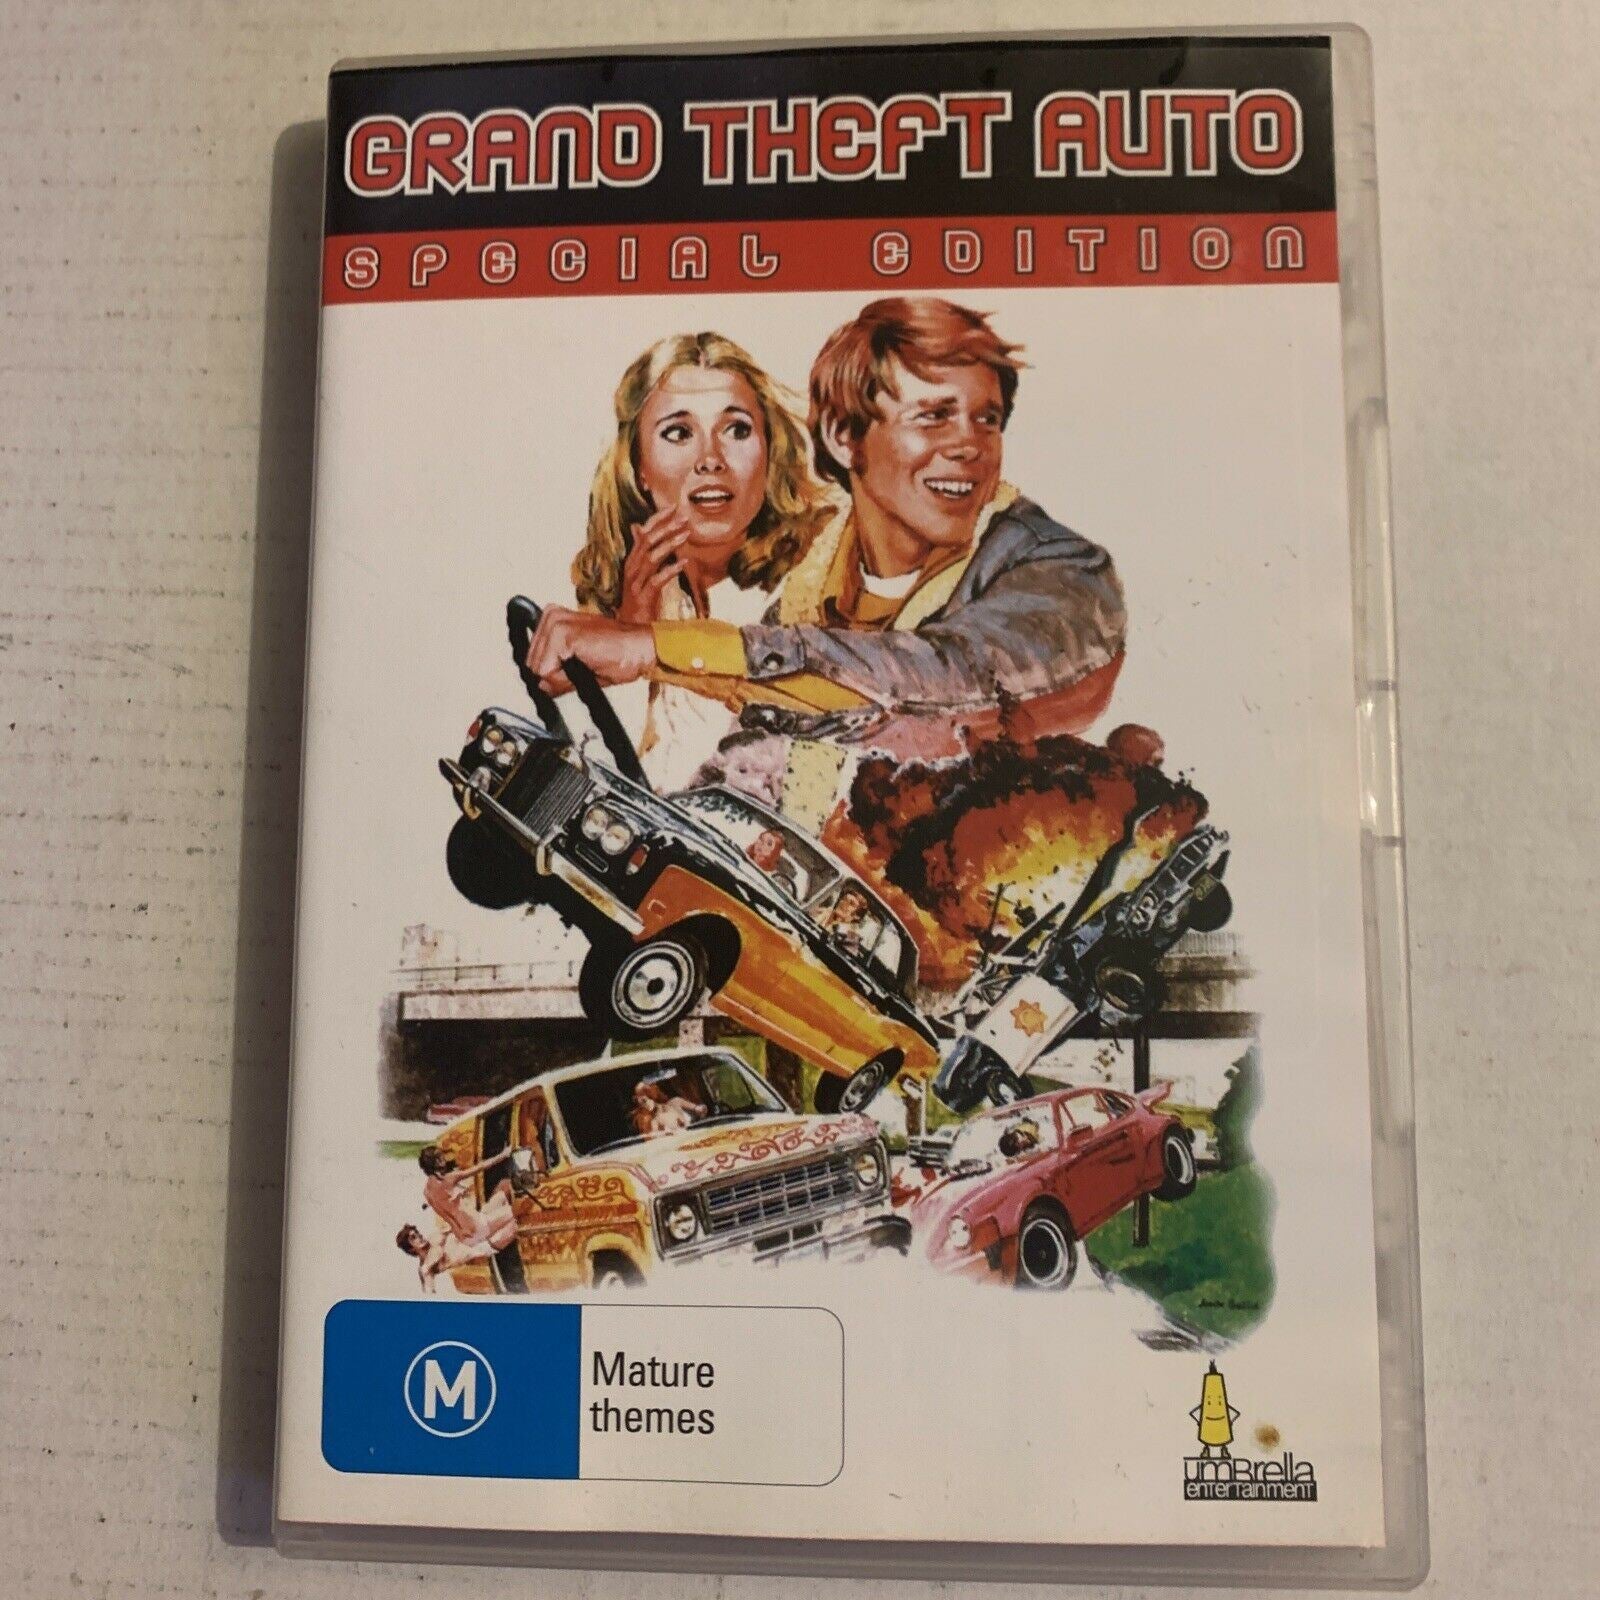 GRAND THEFT AUTO
SPECIAL EDITION
M
Mature
themes
umBrella
entertainment